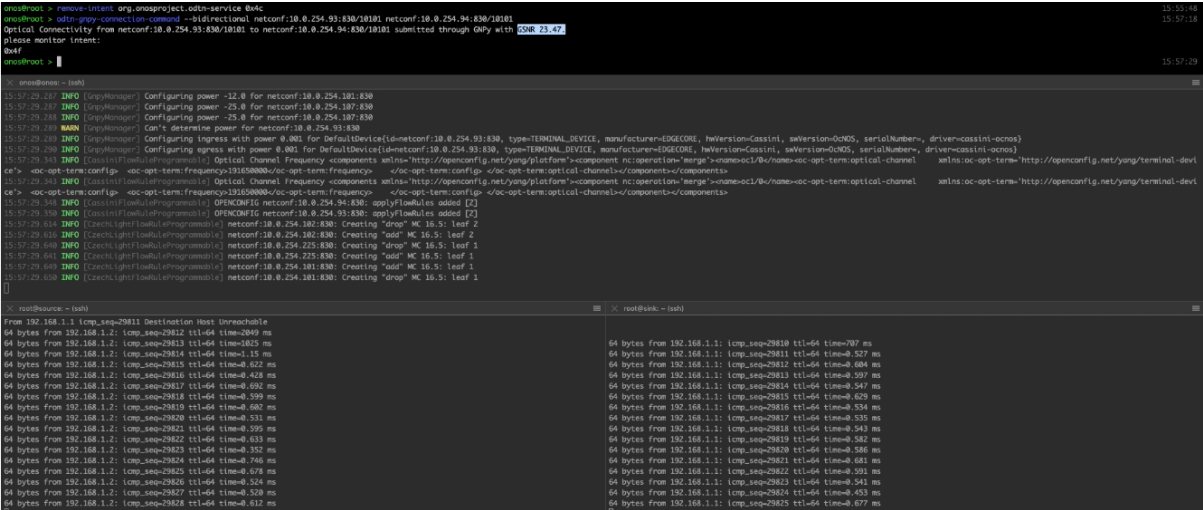 onos@root > remove-intent org.onosproject.odtn-service 0x4c 15:55:48
onos@root > odtn-gnpy-connection-command --bidirectional netconf:10.0.254.93:830/10101 netconf:10.0.254.94:830/10101 15:57:18
Optical Connectivity from netconf:10.0.254.93:830/10101 to netconf:10.0.254.94:830/10101 submitted through GNPy with GSNR 23.47.
please monitor intent:
0x4f
onos@root > 15:57:29
onos@onos: ~ (ssh)
15:57:29.287 INFO [GnpyManager] Configuring power -12.0 for netconf:10.0.254.101:830
15:57:29.287 INFO [GnpyManager] Configuring power -25.0 for netconf:10.0.254.107:830
15:57:29.288 INFO [GnpyManager] Configuring power -25.0 for netconf:10.0.254.107:830
15:57:29.289 WARN [GnpyManager] Can't determine power for netconf:10.0.254.93:830
15:57:29.289 INFO [GnpyManager] Configuring ingress with power 0.001 for DefaultDevice{id=netconf:10.0.254.93:830, type=TERMINAL_DEVICE, manufacturer=EDGECORE, hwVersion=Cassini, swVersion=OcNOS, serialNumber=, driver=cassini-ocnos}
15:57:29.290 INFO [GnpyManager] Configuring egress with power 0.001 for DefaultDevice{id=netconf:10.0.254.93:830, type=TERMINAL_DEVICE, manufacturer=EDGECORE, hwVersion=Cassini, swVersion=OcNOS, serialNumber=, driver=cassini-ocnos}
15:57:29.343 INFO [CassiniFlowRuleProgrammable] Optical Channel Frequency <components xmlns='http://openconfig.net/yang/platform'><component nc:operation='merge'><name>oc1/0</name><oc-opt-term:optical-channel xmlns:oc-opt-term='http://openconfig.net/yang/terminal-devi
ce'> <oc-opt-term:config> <oc-opt-term:frequency>191650000</oc-opt-term:frequency> </oc-opt-term:config> </oc-opt-term:optical-channel></component></components>
15:57:29.343 INFO [CassiniFlowRuleProgrammable] Optical Channel Frequency <components xmlns='http://openconfig.net/yang/platform'><component nc:operation='merge'><name>oc1/0</name><oc-opt-term:optical-channel xmlns:oc-opt-term='http://openconfig.net/yang/terminal-devi
ce'> <oc-opt-term:config> <oc-opt-term:frequency>191650000</oc-opt-term:frequency> </oc-opt-term:config> </oc-opt-term:optical-channel></component></components>
15:57:29.348 INFO [CassiniFlowRuleProgrammable] OPENCONFIG netconf:10.0.254.94:830: applyFlowRules added [2]
15:57:29.350 INFO [CassiniFlowRuleProgrammable] OPENCONFIG netconf:10.0.254.93:830: applyFlowRules added [2]
15:57:29.614 INFO [CzechLightFlowRuleProgrammable] netconf:10.0.254.102:830: Creating "drop" MC 16.5: leaf 2
15:57:29.616 INFO [CzechLightFlowRuleProgrammable] netconf:10.0.254.102:830: Creating "add" MC 16.5: leaf 2
15:57:29.640 INFO [CzechLightFlowRuleProgrammable] netconf:10.0.254.225:830: Creating "drop" MC 16.5: leaf 1
15:57:29.641 INFO [CzechLightFlowRuleProgrammable] netconf:10.0.254.225:830: Creating "add" MC 16.5: leaf 1
15:57:29.649 INFO [CzechLightFlowRuleProgrammable] netconf:10.0.254.101:830: Creating "add" MC 16.5: leaf 1
15:57:29.650 INFO [CzechLightFlowRuleProgrammable] netconf:10.0.254.101:830: Creating "drop" MC 16.5: leaf 1
root@source: ~ (ssh)
From 192.168.1.1 icmp_seq=29811 Destination Host Unreachable
64 bytes from 192.168.1.2: icmp_seq=29812 ttl=64 time=2049 ms
64 bytes from 192.168.1.2: icmp_seq=29813 ttl=64 time=1025 ms
64 bytes from 192.168.1.2: icmp_seq=29814 ttl=64 time=1.15 ms
64 bytes from 192.168.1.2: icmp_seq=29815 ttl=64 time=0.622 ms
64 bytes from 192.168.1.2: icmp_seq=29816 ttl=64 time=0.428 ms
64 bytes from 192.168.1.2: icmp_seq=29817 ttl=64 time=0.692 ms
64 bytes from 192.168.1.2: icmp_seq=29818 ttl=64 time=0.599 ms
64 bytes from 192.168.1.2: icmp_seq=29819 ttl=64 time=0.602 ms
64 bytes from 192.168.1.2: icmp_seq=29820 ttl=64 time=0.531 ms
64 bytes from 192.168.1.2: icmp_seq=29821 ttl=64 time=0.595 ms
64 bytes from 192.168.1.2: icmp_seq=29822 ttl=64 time=0.633 ms
64 bytes from 192.168.1.2: icmp_seq=29823 ttl=64 time=0.352 ms
64 bytes from 192.168.1.2: icmp_seq=29824 ttl=64 time=0.746 ms
64 bytes from 192.168.1.2: icmp_seq=29825 ttl=64 time=0.678 ms
64 bytes from 192.168.1.2: icmp_seq=29826 ttl=64 time=0.524 ms
64 bytes from 192.168.1.2: icmp_seq=29827 ttl=64 time=0.520 ms
64 bytes from 192.168.1.2: icmp_seq=29828 ttl=64 time=0.612 ms
root@sink: ~ (ssh)
64 bytes from 192.168.1.1: icmp_seq=29810 ttl=64 time=707 ms
64 bytes from 192.168.1.1: icmp_seq=29811 ttl=64 time=0.527 ms
64 bytes from 192.168.1.1: icmp_seq=29812 ttl=64 time=0.604 ms
64 bytes from 192.168.1.1: icmp_seq=29813 ttl=64 time=0.597 ms
64 bytes from 192.168.1.1: icmp_seq=29814 ttl=64 time=0.547 ms
64 bytes from 192.168.1.1: icmp_seq=29815 ttl=64 time=0.629 ms
64 bytes from 192.168.1.1: icmp_seq=29816 ttl=64 time=0.534 ms
64 bytes from 192.168.1.1: icmp_seq=29817 ttl=64 time=0.535 ms
64 bytes from 192.168.1.1: icmp_seq=29818 ttl=64 time=0.543 ms
64 bytes from 192.168.1.1: icmp_seq=29819 ttl=64 time=0.582 ms
64 bytes from 192.168.1.1: icmp_seq=29820 ttl=64 time=0.586 ms
64 bytes from 192.168.1.1: icmp_seq=29821 ttl=64 time=0.681 ms
64 bytes from 192.168.1.1: icmp_seq=29822 ttl=64 time=0.591 ms
64 bytes from 192.168.1.1: icmp_seq=29823 ttl=64 time=0.541 ms
64 bytes from 192.168.1.1: icmp_seq=29824 ttl=64 time=0.453 ms
64 bytes from 192.168.1.1: icmp_seq=29825 ttl=64 time=0.677 ms